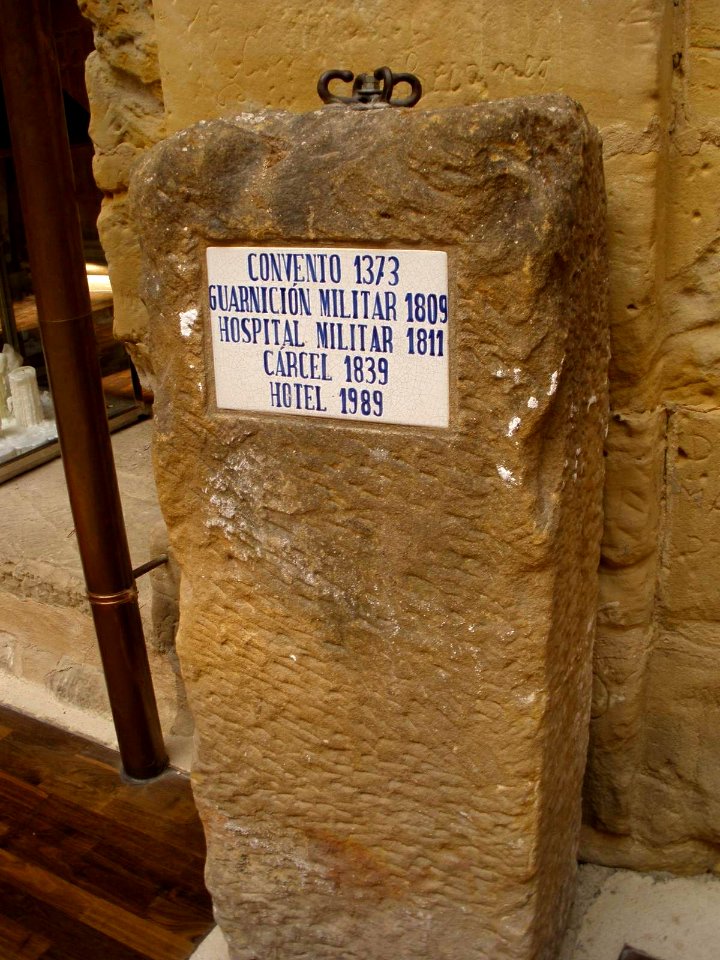 CONVENTO 1373
GUARNICIÓN MILITAR 1809
HOSPITAL MILITAR 1811
CÁRCEL 1839
HOTEL 1989